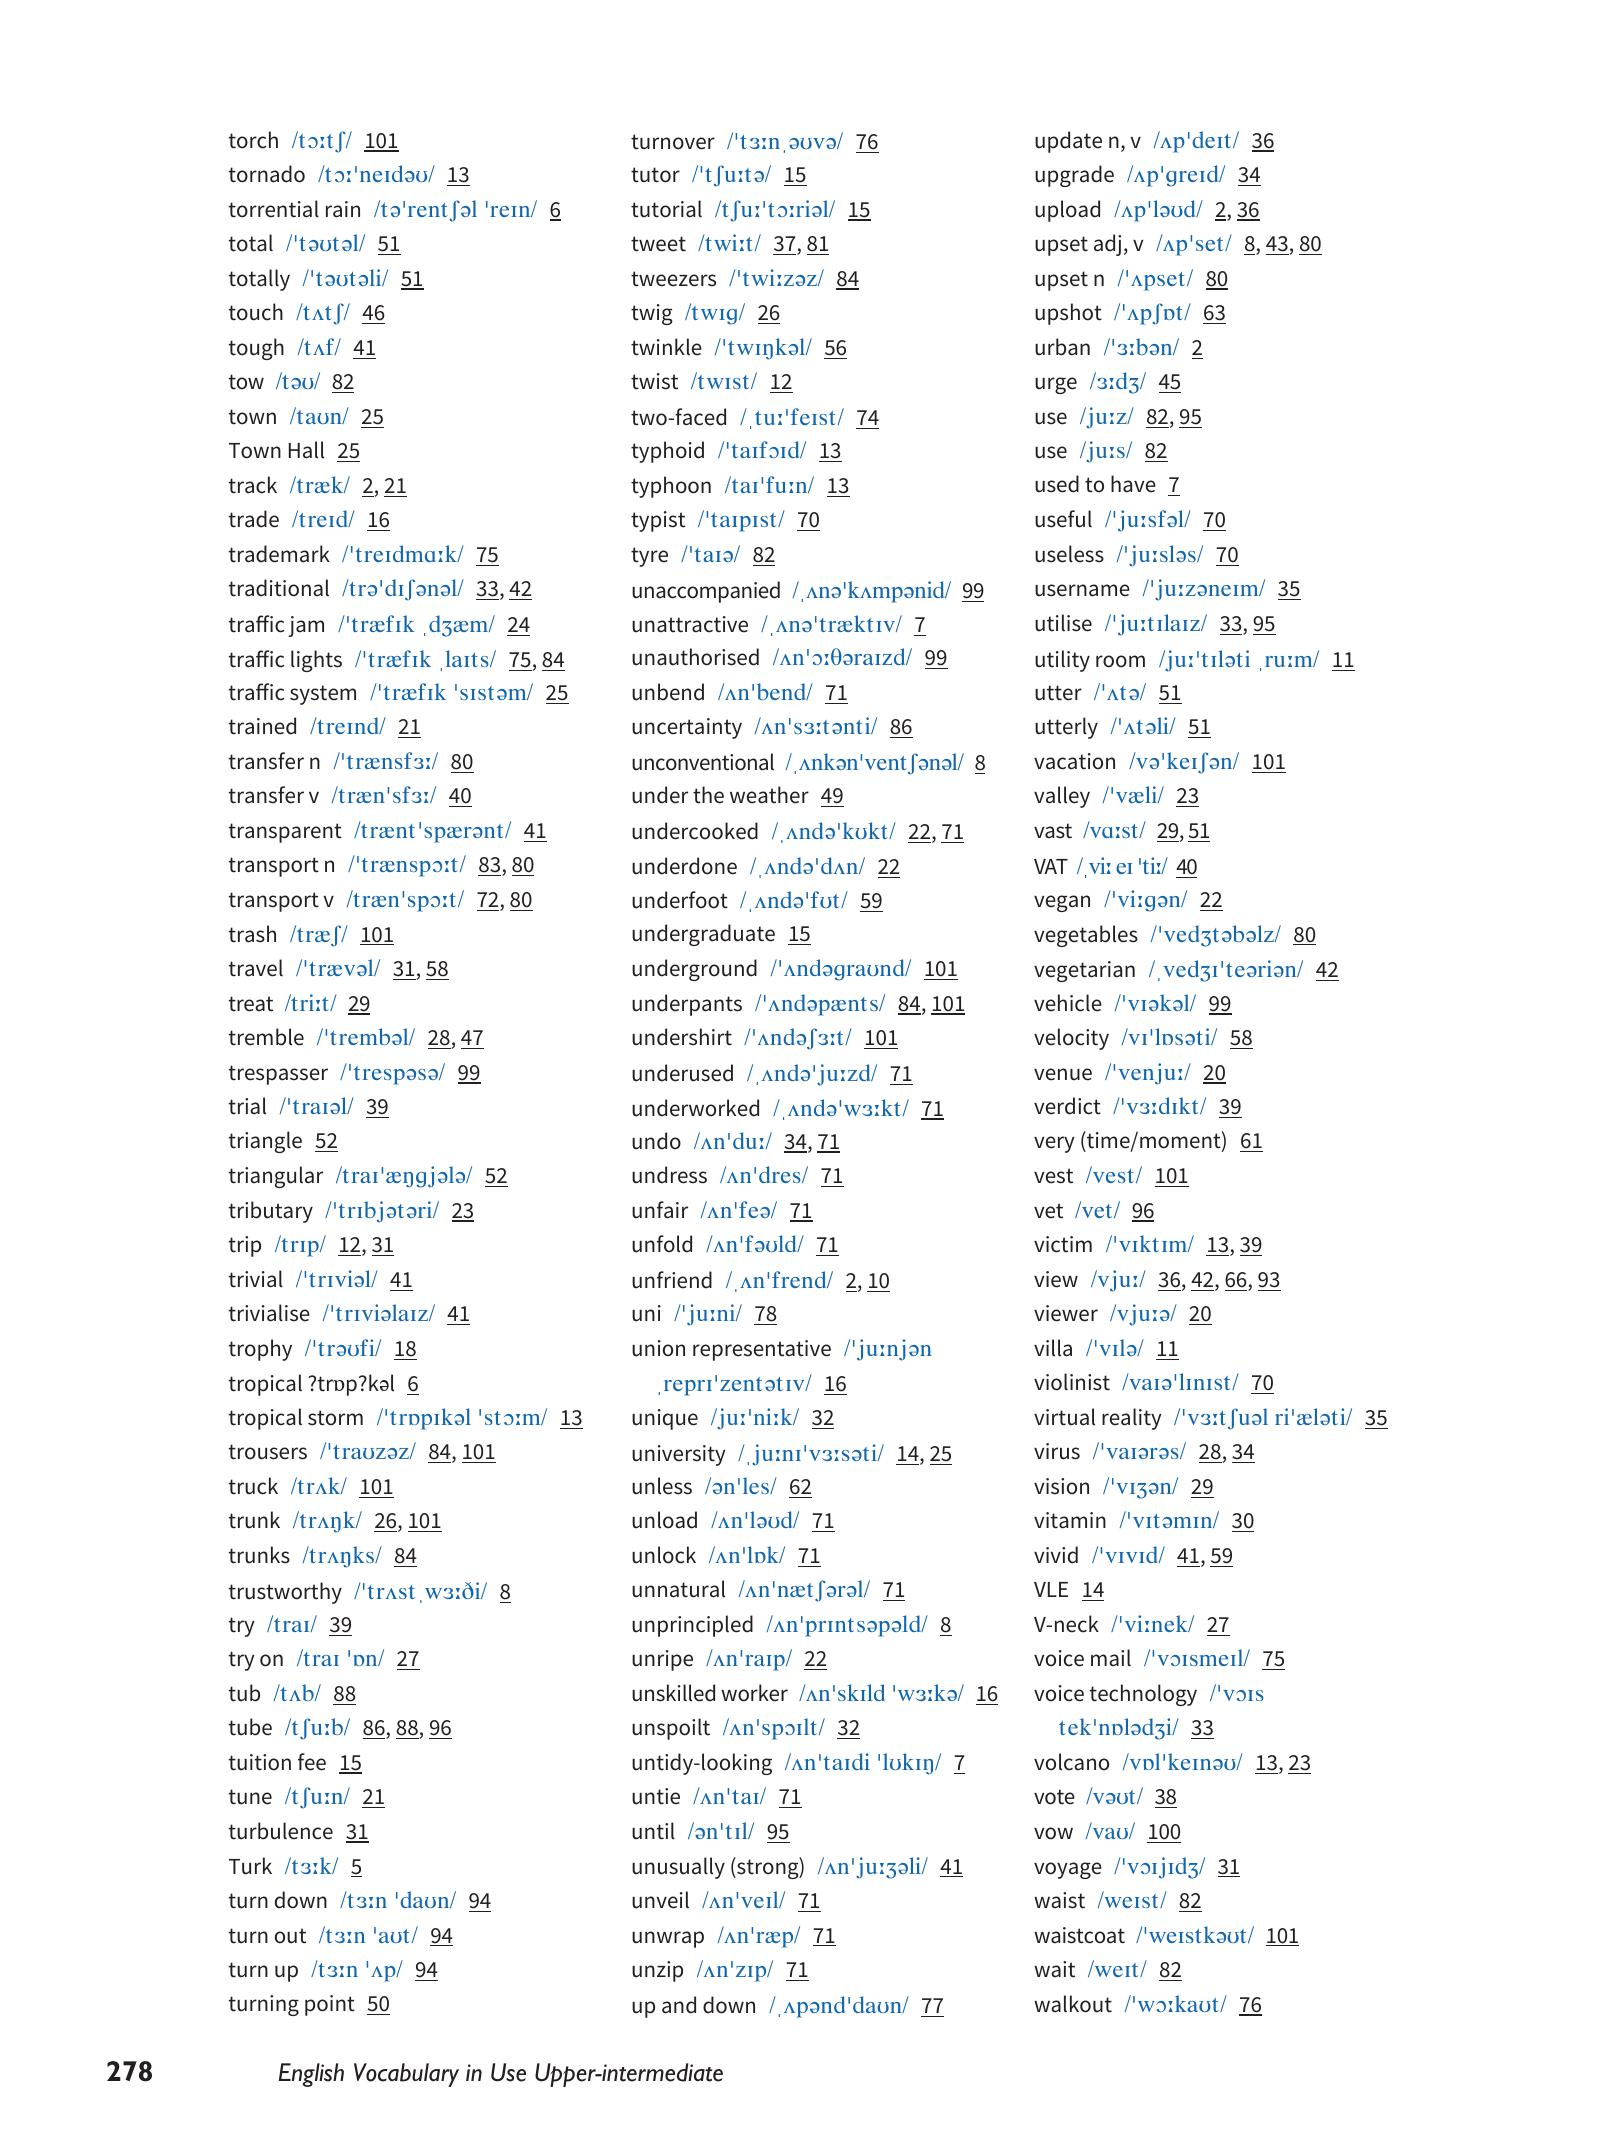 torch /tɔːtʃ/ 101
tornado /tɔːˈneɪdəʊ/ 13
torrential rain /təˈrentʃəl ˈreɪn/ 6
total /ˈtəʊtəl/ 51
totally /ˈtəʊtəli/ 51
touch /tʌtʃ/ 46
tough /tʌf/ 41
tow /təʊ/ 82
town /taʊn/ 25
Town Hall 25
track /træk/ 2, 21
trade /treɪd/ 16
trademark /ˈtreɪdmɑːk/ 75
traditional /trəˈdɪʃənəl/ 33, 42
traffic jam /ˈtræfɪk ˌdʒæm/ 24
traffic lights /ˈtræfɪk ˌlaɪts/ 75, 84
traffic system /ˈtræfɪk ˈsɪstəm/ 25
trained /treɪnd/ 21
transfer n /ˈtrænsfɜː/ 80
transfer v /trænˈsfɜː/ 40
transparent /træntˈspærənt/ 41
transport n /ˈtrænspɔːt/ 83, 80
transport v /trænˈspɔːt/ 72, 80
trash /træʃ/ 101
travel /ˈtrævəl/ 31, 58
treat /triːt/ 29
tremble /ˈtrembəl/ 28, 47
trespasser /ˈtrespəsə/ 99
trial /ˈtraɪəl/ 39
triangle 52
triangular /traɪˈæŋgjələ/ 52
tributary /ˈtrɪbjətəri/ 23
trip /trɪp/ 12, 31
trivial /ˈtrɪviəl/ 41
trivialise /ˈtrɪviəlaɪz/ 41
trophy /ˈtrəʊfi/ 18
tropical ?trɒp?kəl 6
tropical storm /ˈtrɒpɪkəl ˈstɔːm/ 13
trousers /ˈtraʊzəz/ 84, 101
truck /trʌk/ 101
trunk /trʌŋk/ 26, 101
trunks /trʌŋks/ 84
trustworthy /ˈtrʌstˌwɜːði/ 8
try /traɪ/ 39
try on /traɪ ˈɒn/ 27
tub /tʌb/ 88
tube /tʃuːb/ 86, 88, 96
tuition fee 15
tune /tʃuːn/ 21
turbulence 31
Turk /tɜːk/ 5
turn down /tɜːn ˈdaʊn/ 94
turn out /tɜːn ˈaʊt/ 94
turn up /tɜːn ˈʌp/ 94
turning point 50
turnover /ˈtɜːnˌəʊvə/ 76
tutor /ˈtʃuːtə/ 15
tutorial /tʃuːˈtɔːriəl/ 15
tweet /twiːt/ 37, 81
tweezers /ˈtwiːzəz/ 84
twig /twɪg/ 26
twinkle /ˈtwɪŋkəl/ 56
twist /twɪst/ 12
two-faced /ˌtuːˈfeɪst/ 74
typhoid /ˈtaɪfɔɪd/ 13
typhoon /taɪˈfuːn/ 13
typist /ˈtaɪpɪst/ 70
tyre /ˈtaɪə/ 82
unaccompanied /ˌʌnəˈkʌmpənid/ 99
unattractive /ˌʌnəˈtræktɪv/ 7
unauthorised /ʌnˈɔːθəraɪzd/ 99
unbend /ʌnˈbend/ 71
uncertainty /ʌnˈsɜːtənti/ 86
unconventional /ˌʌnkənˈventʃənəl/ 8
under the weather 49
undercooked /ˌʌndəˈkʊkt/ 22, 71
underdone /ˌʌndəˈdʌn/ 22
underfoot /ˌʌndəˈfʊt/ 59
undergraduate 15
underground /ˈʌndəgraʊnd/ 101
underpants /ˈʌndəpænts/ 84, 101
undershirt /ˈʌndəʃɜːt/ 101
underused /ˌʌndəˈjuːzd/ 71
underworked /ˌʌndəˈwɜːkt/ 71
undo /ʌnˈduː/ 34, 71
undress /ʌnˈdres/ 71
unfair /ʌnˈfeə/ 71
unfold /ʌnˈfəʊld/ 71
unfriend /ˌʌnˈfrend/ 2, 10
uni /ˈjuːni/ 78
union representative /ˈjuːnjən
ˌreprɪˈzentətɪv/ 16
unique /juːˈniːk/ 32
university /ˌjuːnɪˈvɜːsəti/ 14, 25
unless /ənˈles/ 62
unload /ʌnˈləʊd/ 71
unlock /ʌnˈlɒk/ 71
unnatural /ʌnˈnætʃərəl/ 71
unprincipled /ʌnˈprɪntsəpəld/ 8
unripe /ʌnˈraɪp/ 22
unskilled worker /ʌnˈskɪld ˈwɜːkə/ 16
unspoilt /ʌnˈspɔɪlt/ 32
untidy-looking /ʌnˈtaɪdi ˈlʊkɪŋ/ 7
untie /ʌnˈtaɪ/ 71
until /ənˈtɪl/ 95
unusually (strong) /ʌnˈjuːʒəli/ 41
unveil /ʌnˈveɪl/ 71
unwrap /ʌnˈræp/ 71
unzip /ʌnˈzɪp/ 71
up and down /ˌʌpəndˈdaʊn/ 77
update n, v /ʌpˈdeɪt/ 36
upgrade /ʌpˈgreɪd/ 34
upload /ʌpˈləʊd/ 2, 36
upset adj, v /ʌpˈset/ 8, 43, 80
upset n /ˈʌpset/ 80
upshot /ˈʌpʃɒt/ 63
urban /ˈɜːbən/ 2
urge /ɜːdʒ/ 45
use /juːz/ 82, 95
use /juːs/ 82
used to have 7
useful /ˈjuːsfəl/ 70
useless /ˈjuːsləs/ 70
username /ˈjuːzəneɪm/ 35
utilise /ˈjuːtɪlaɪz/ 33, 95
utility room /juːˈtɪləti ˌruːm/ 11
utter /ˈʌtə/ 51
utterly /ˈʌtəli/ 51
vacation /vəˈkeɪʃən/ 101
valley /ˈvæli/ 23
vast /vɑːst/ 29, 51
VAT /ˌviː eɪ ˈtiː/ 40
vegan /ˈviːgən/ 22
vegetables /ˈvedʒtəbəlz/ 80
vegetarian /ˌvedʒɪˈteəriən/ 42
vehicle /ˈvɪəkəl/ 99
velocity /vɪˈlɒsəti/ 58
venue /ˈvenjuː/ 20
verdict /ˈvɜːdɪkt/ 39
very (time/moment) 61
vest /vest/ 101
vet /vet/ 96
victim /ˈvɪktɪm/ 13, 39
view /vjuː/ 36, 42, 66, 93
viewer /vjuːə/ 20
villa /ˈvɪlə/ 11
violinist /vaɪəˈlɪnɪst/ 70
virtual reality /ˈvɜːtʃuəl riˈæləti/ 35
virus /ˈvaɪərəs/ 28, 34
vision /ˈvɪʒən/ 29
vitamin /ˈvɪtəmɪn/ 30
vivid /ˈvɪvɪd/ 41, 59
VLE 14
V-neck /ˈviːnek/ 27
voice mail /ˈvɔɪsmeɪl/ 75
voice technology /ˈvɔɪs
tekˈnɒlədʒi/ 33
volcano /vɒlˈkeɪnəʊ/ 13, 23
vote /vəʊt/ 38
vow /vaʊ/ 100
voyage /ˈvɔɪjɪdʒ/ 31
waist /weɪst/ 82
waistcoat /ˈweɪstkəʊt/ 101
wait /weɪt/ 82
walkout /ˈwɔːkaʊt/ 76
278 English Vocabulary in Use Upper-intermediate